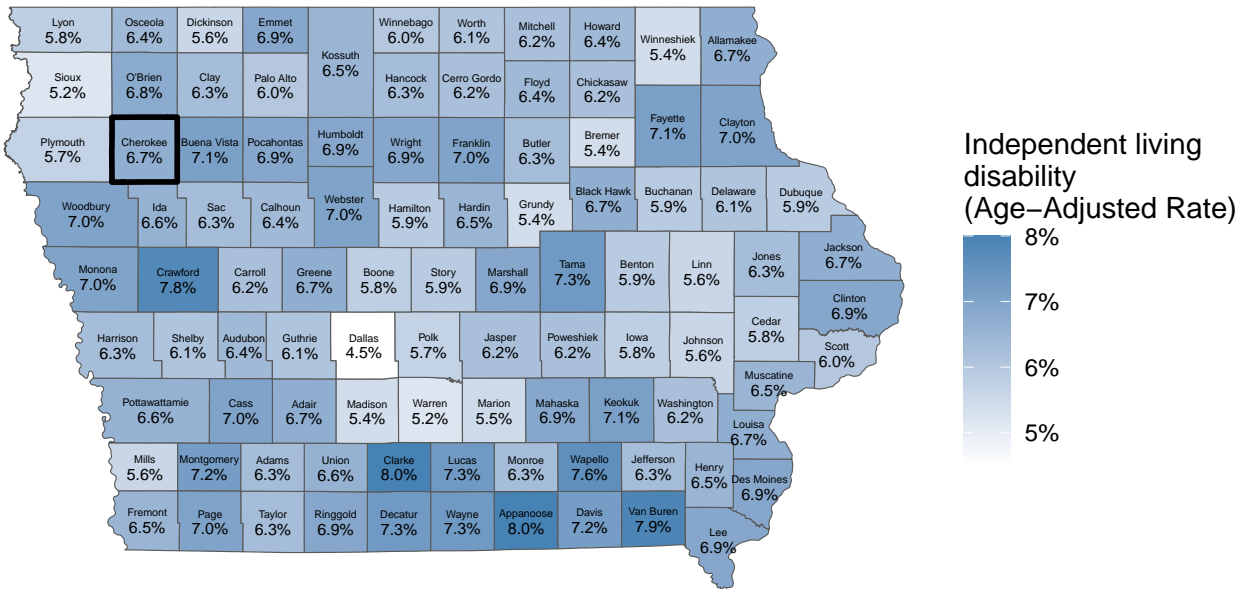 Lyon
5.8%
Osceola
6.4%
Dickinson
5.6%
Emmet
6.9%
Kossuth
6.5%
Winnebago
6.0%
Worth
6.1%
Mitchell
6.2%
Howard
6.4%
Winneshiek
5.4%
Allamakee
6.7%
Sioux
5.2%
O'Brien
6.8%
Clay
6.3%
Palo Alto
6.0%
Hancock
6.3%
Cerro Gordo
6.2%
Floyd
6.4%
Chickasaw
6.2%
Fayette
7.1%
Clayton
7.0%
Plymouth
5.7%
Cherokee
6.7%
Buena Vista
7.1%
Pocahontas
6.9%
Humboldt
6.9%
Wright
6.9%
Franklin
7.0%
Butler
6.3%
Bremer
5.4%
Woodbury
7.0%
Ida
6.6%
Sac
6.3%
Calhoun
6.4%
Webster
7.0%
Hamilton
5.9%
Hardin
6.5%
Grundy
5.4%
Black Hawk
6.7%
Buchanan
5.9%
Delaware
6.1%
Dubuque
5.9%
Monona
7.0%
Crawford
7.8%
Carroll
6.2%
Greene
6.7%
Boone
5.8%
Story
5.9%
Marshall
6.9%
Tama
7.3%
Benton
5.9%
Linn
5.6%
Jones
6.3%
Jackson
6.7%
Clinton
6.9%
Harrison
6.3%
Shelby
6.1%
Audubon
6.4%
Guthrie
6.1%
Dallas
4.5%
Polk
5.7%
Jasper
6.2%
Poweshiek
6.2%
Iowa
5.8%
Johnson
5.6%
Cedar
5.8%
Scott
6.0%
Muscatine
6.5%
Pottawattamie
6.6%
Cass
7.0%
Adair
6.7%
Madison
5.4%
Warren
5.2%
Marion
5.5%
Mahaska
6.9%
Keokuk
7.1%
Washington
6.2%
Louisa
6.7%
Mills
5.6%
Montgomery
7.2%
Adams
6.3%
Union
6.6%
Clarke
8.0%
Lucas
7.3%
Monroe
6.3%
Wapello
7.6%
Jefferson
6.3%
Henry
6.5%
Des Moines
6.9%
Fremont
6.5%
Page
7.0%
Taylor
6.3%
Ringgold
6.9%
Decatur
7.3%
Wayne
7.3%
Appanoose
8.0%
Davis
7.2%
Van Buren
7.9%
Lee
6.9%
Independent living
disability
(Age−Adjusted Rate)
8%
7%
6%
5%